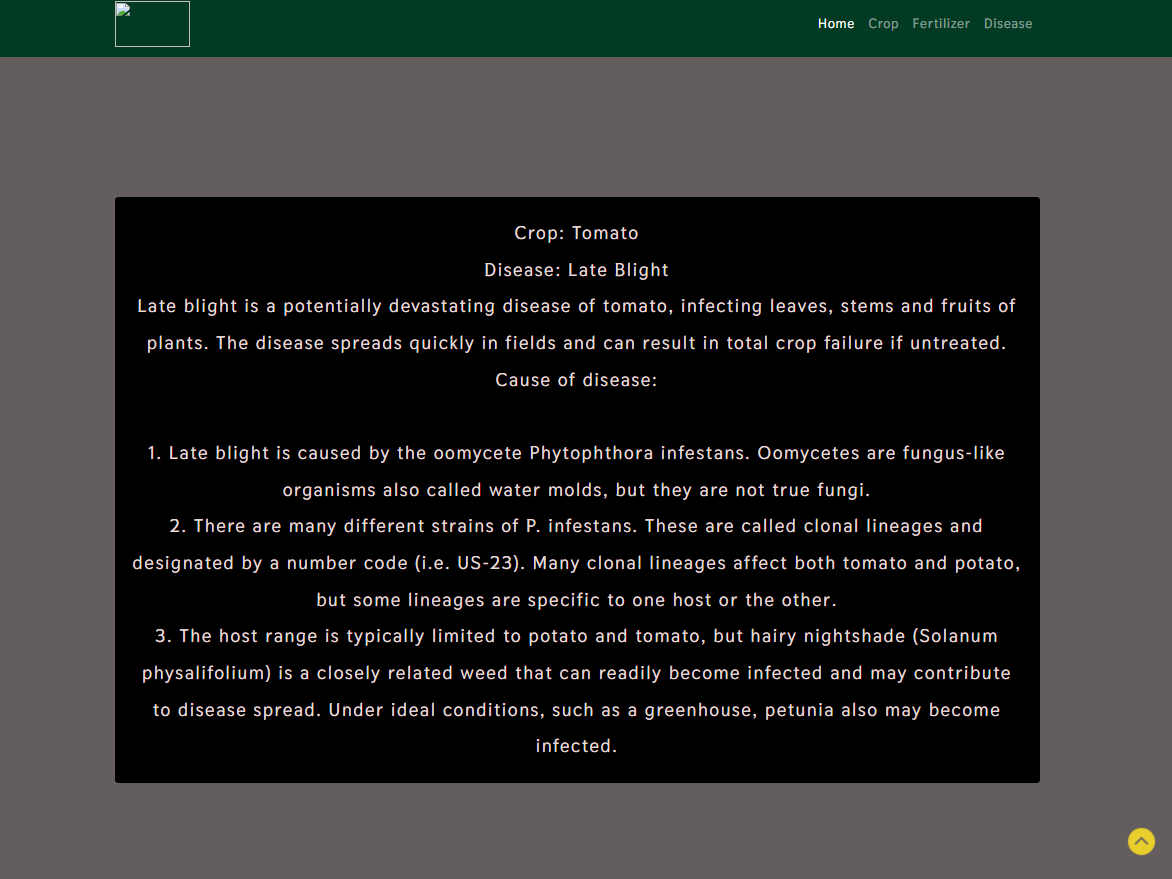 Home Crop Fertilizer Disease
Crop: Tomato
Disease: Late Blight
Late blight is a potentially devastating disease of tomato, infecting leaves, stems and fruits of
plants. The disease spreads quickly in fields and can result in total crop failure if untreated.
Cause of disease:
1. Late blight is caused by the oomycete Phytophthora infestans. Oomycetes are fungus-like
organisms also called water molds, but they are not true fungi.
2. There are many different strains of P. infestans. These are called clonal lineages and
designated by a number code (i.e. US-23). Many clonal lineages affect both tomato and potato,
but some lineages are specific to one host or the other.
3. The host range is typically limited to potato and tomato, but hairy nightshade (Solanum
physalifolium) is a closely related weed that can readily become infected and may contribute
to disease spread. Under ideal conditions, such as a greenhouse, petunia also may become
infected.